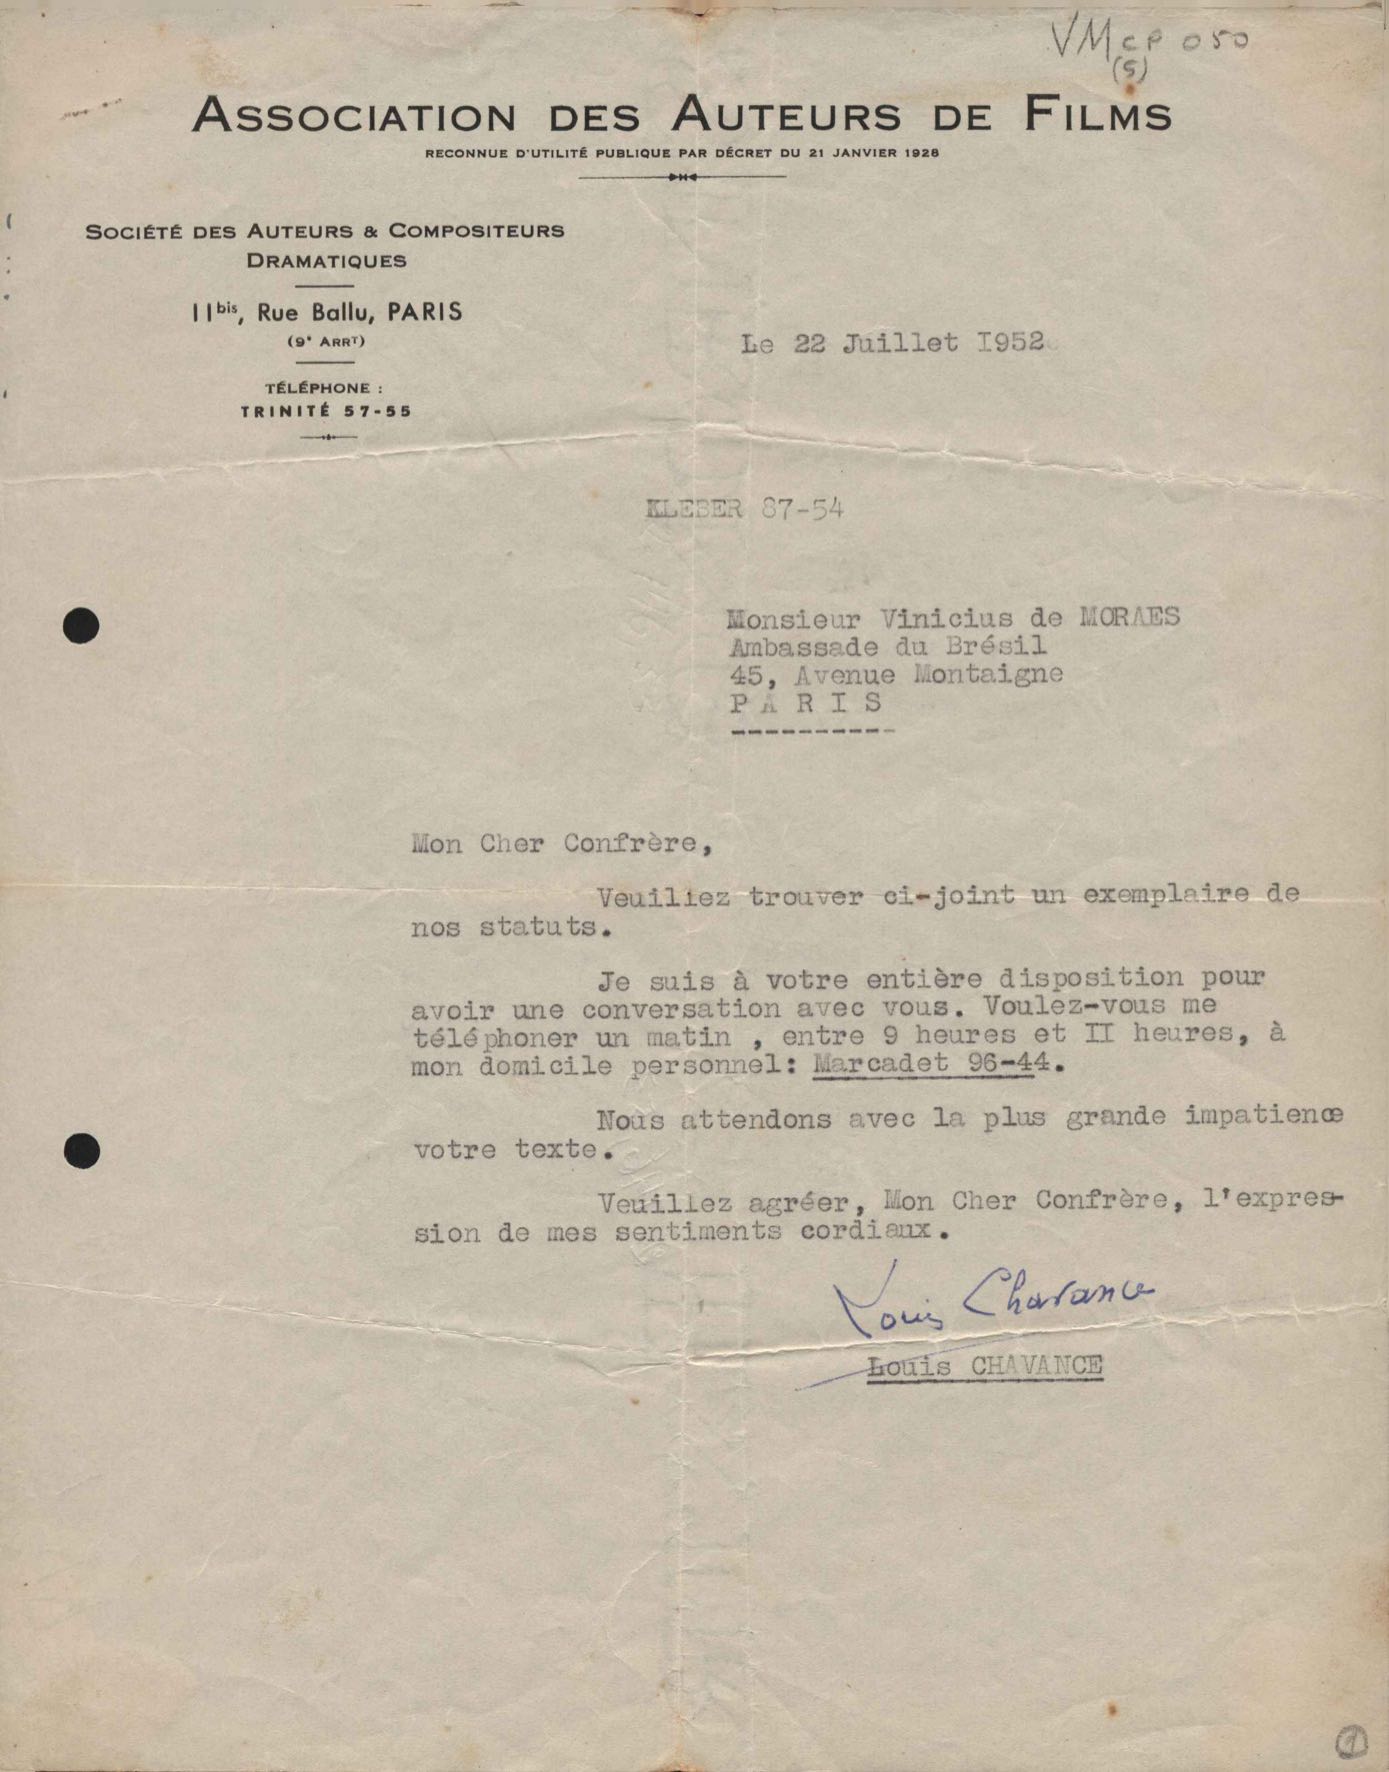 VMcp 050
(5)
ASSOCIATION DES AUTEURS DE FILMS
RECONNUE D'UTILITÉ PUBLIQUE PAR DÉCRET DU 21 JANVIER 1928
SOCIÉTÉ DES AUTEURS & COMPOSITEURS
DRAMATIQUES
11bis, Rue Ballu, PARIS
(9e ARRT)
TÉLÉPHONE :
TRINITÉ 57-55
Le 22 Juillet I952
KLEBER 87-54
Monsieur Vinicius de MORAES
Ambassade du Brésil
45, Avenue Montaigne
P A R I S
----------
Mon Cher Confrère,
Veuillez trouver ci-joint un exemplaire de
nos statuts.
Je suis à votre entière disposition pour
avoir une conversation avec vous. Voulez-vous me
téléphoner un matin , entre 9 heures et II heures, à
mon domicile personnel: Marcadet 96-44.
Nous attendons avec la plus grande impatience
votre texte.
Veuillez agréer, Mon Cher Confrère, l'expres-
sion de mes sentiments cordiaux.
Louis Chavance
Louis CHAVANCE
1